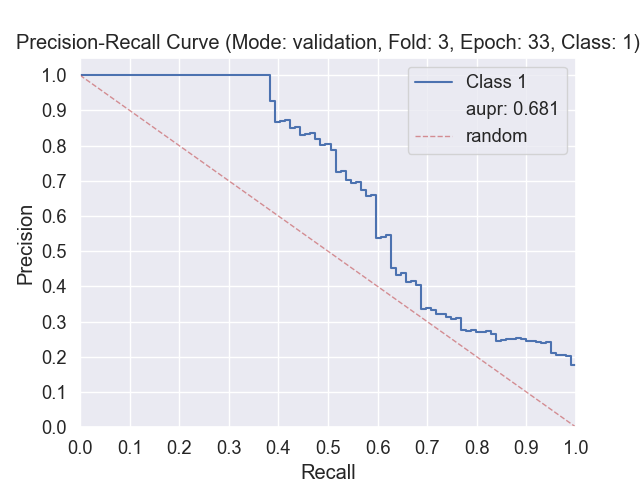 Precision-Recall Curve (Mode: validation, Fold: 3, Epoch: 33, Class: 1)
Class 1
aupr: 0.681
random
Precision
1.0
0.9
0.8
0.7
0.6
0.5
0.4
0.3
0.2
0.1
0.0
0.0 0.1 0.2 0.3 0.4 0.5 0.6 0.7 0.8 0.9 1.0
Recall